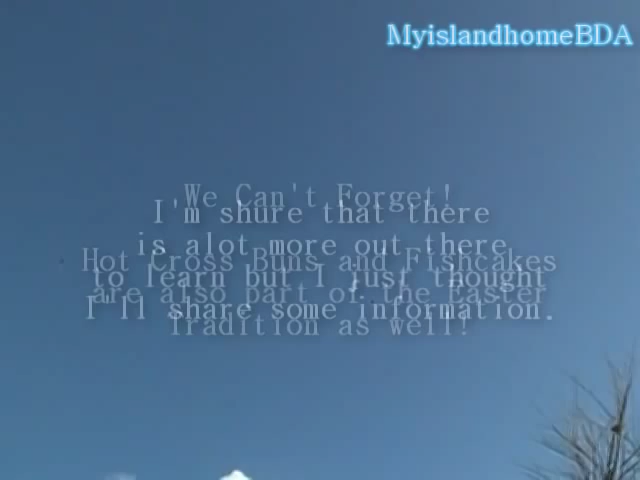 MyislandhomeBDA
We Can't Forget!
I'm shure that there
is alot more out there
Hot Cross Buns and Fishcakes
to learn but I just thought
are also part of the Easter
I'll share some information.
Tradition as well!